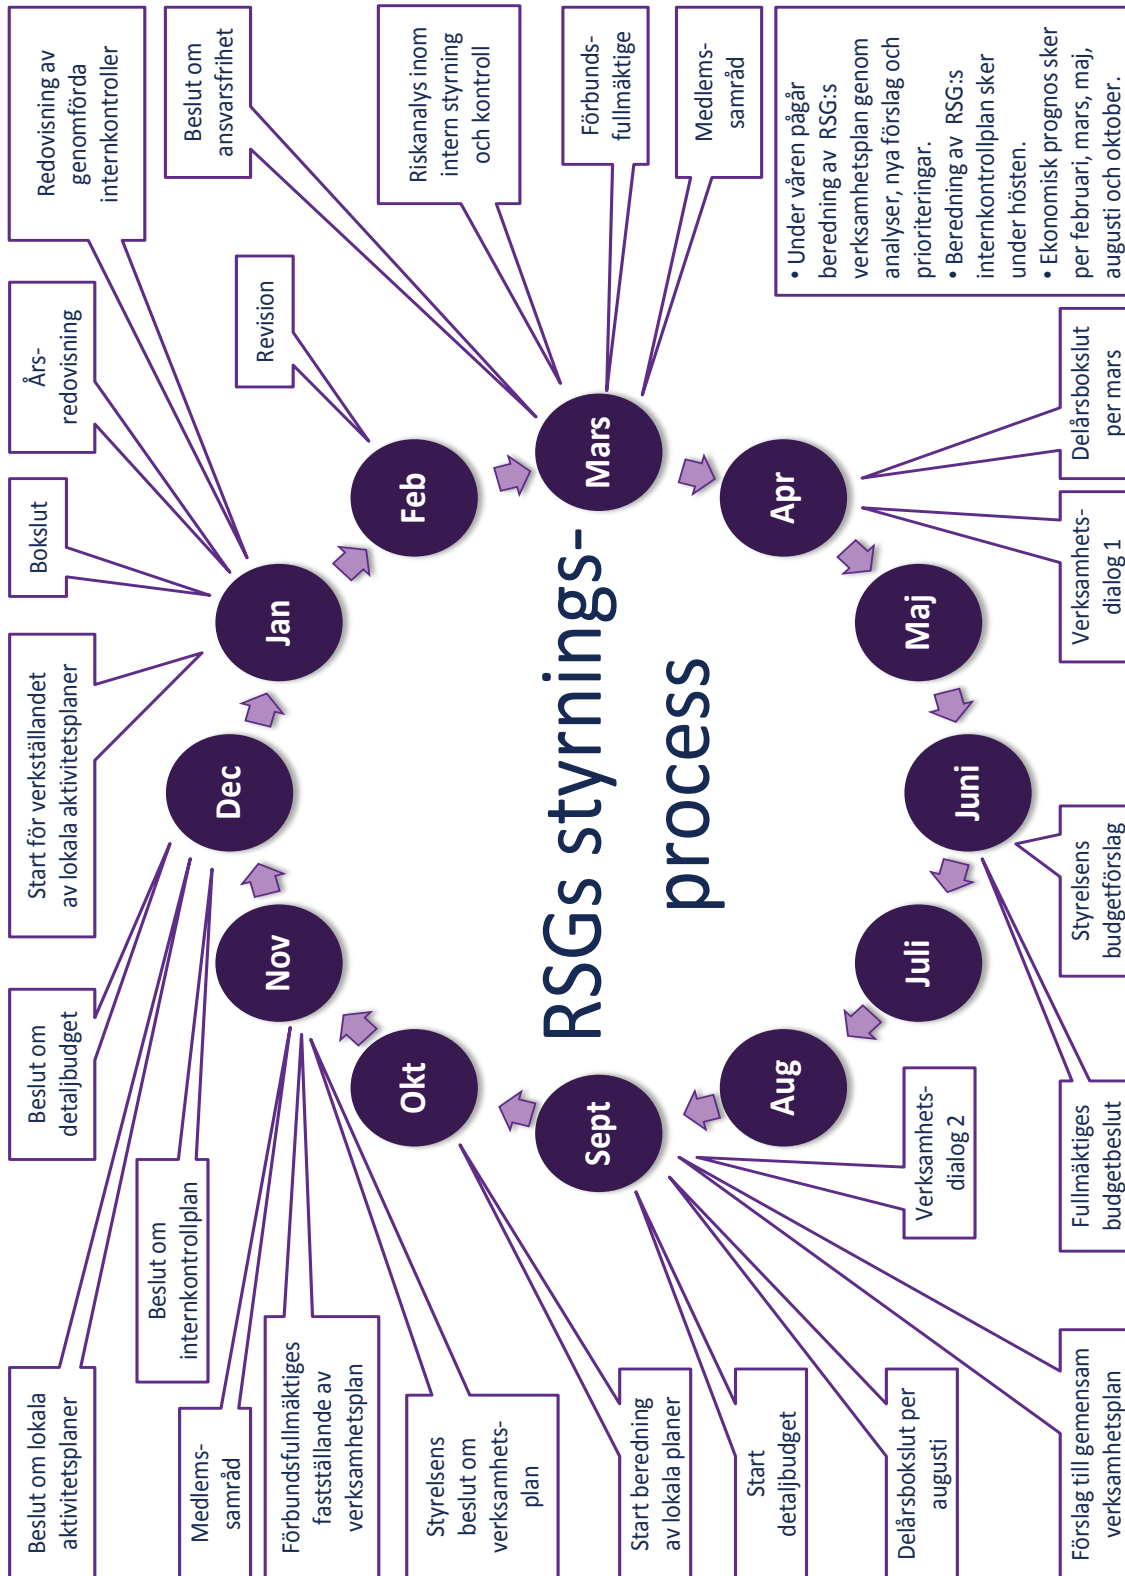 RSGs styrnings-
process
Jan
Feb
Mars
Apr
Maj
Juni
Juli
Aug
Sept
Okt
Nov
Dec
Start för verkställandet
av lokala aktivitetsplaner
Bokslut
Års-
redovisning
Redovisning av
genomförda
internkontroller
Revision
Beslut om
ansvarsfrihet
Riskanalys inom
intern styrning
och kontroll
Förbunds-
fullmäktige
Medlems-
samråd
Verksamhets-
dialog 1
Delårsbokslut
per mars
Styrelsens
budgetförslag
Fullmäktiges
budgetbeslut
Verksamhets-
dialog 2
Förslag till gemensam
verksamhetsplan
Delårsbokslut per
augusti
Start
detaljbudget
Start beredning
av lokala planer
Styrelsens
beslut om
verksamhets-
plan
Förbundsfullmäktiges
fastställande av
verksamhetsplan
Medlems-
samråd
Beslut om
internkontrollplan
Beslut om lokala
aktivitetsplaner
Beslut om
detaljbudget
• Under våren pågår
beredning av RSG:s
verksamhetsplan genom
analyser, nya förslag och
prioriteringar.
• Beredning av RSG:s
internkontrollplan sker
under hösten.
• Ekonomisk prognos sker
per februari, mars, maj,
augusti och oktober.